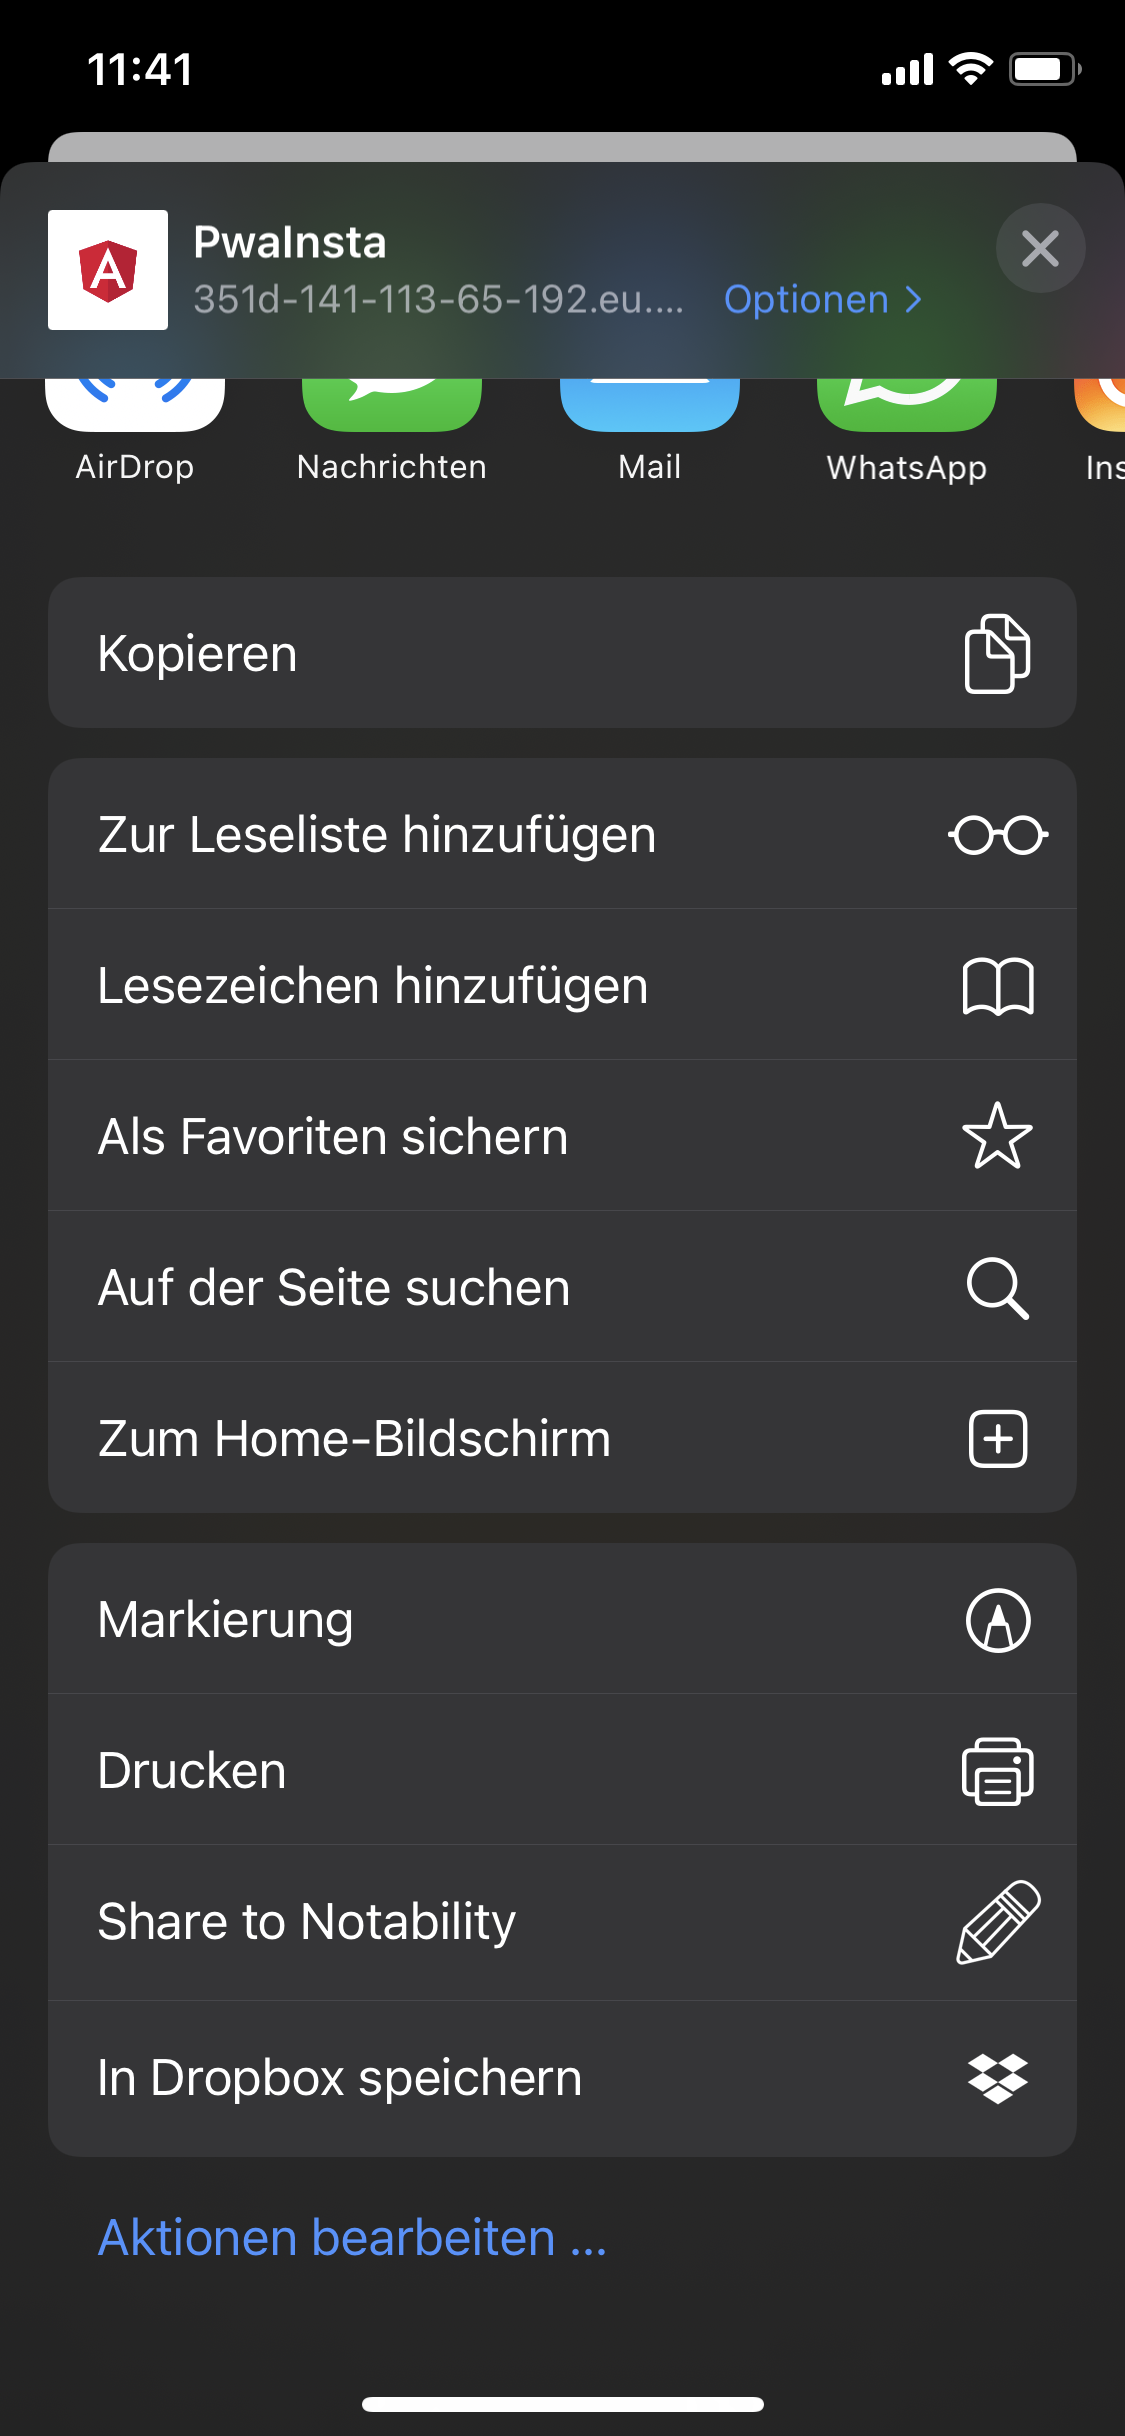 11:41
PwaInsta
351d-141-113-65-192.eu.... Optionen
AirDrop
Nachrichten
Mail
WhatsApp
Ins
Kopieren
Zur Leseliste hinzufügen
Lesezeichen hinzufügen
Als Favoriten sichern
Auf der Seite suchen
Zum Home-Bildschirm
Markierung
Drucken
Share to Notability
In Dropbox speichern
Aktionen bearbeiten ...